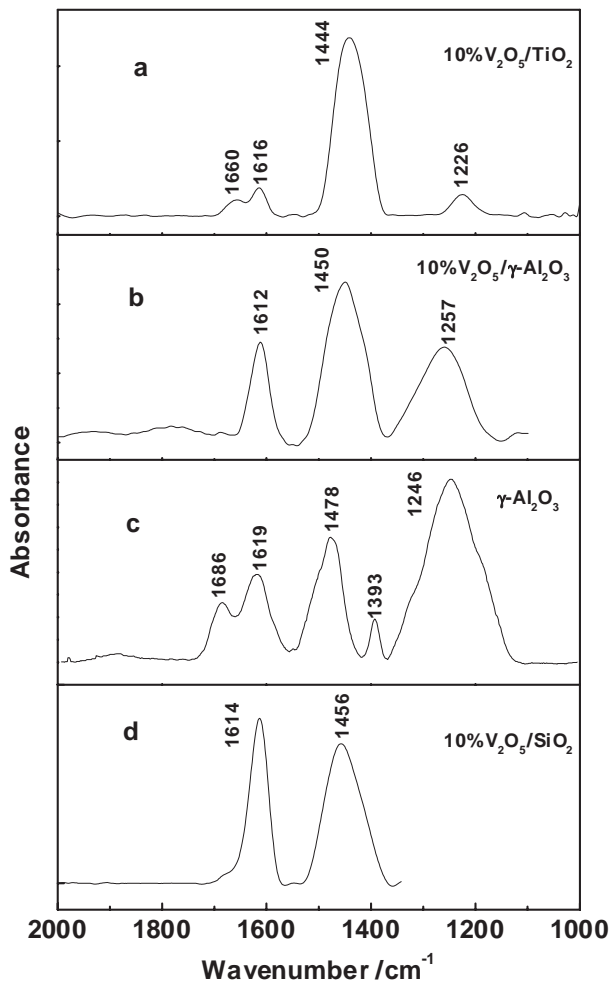 a
1660
1616
1444
1226
10%V₂O₅/TiO₂
b
1612
1450
1257
10%V₂O₅/γ-Al₂O₃
c
1686
1619
1478
1393
1246
γ-Al₂O₃
d
1614
1456
10%V₂O₅/SiO₂
Absorbance
2000 1800 1600 1400 1200 1000
Wavenumber /cm⁻¹